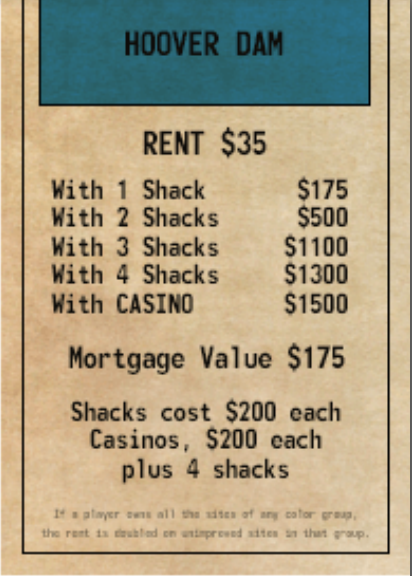 HOOVER DAM
RENT $35
With 1 Shack $175
With 2 Shacks $500
With 3 Shacks $1100
With 4 Shacks $1300
With CASINO $1500
Mortgage Value $175
Shacks cost $200 each
Casinos, $200 each
plus 4 shacks
If a player owns all the sites of any color group,
the rent is doubled on unimproved sites in that group.